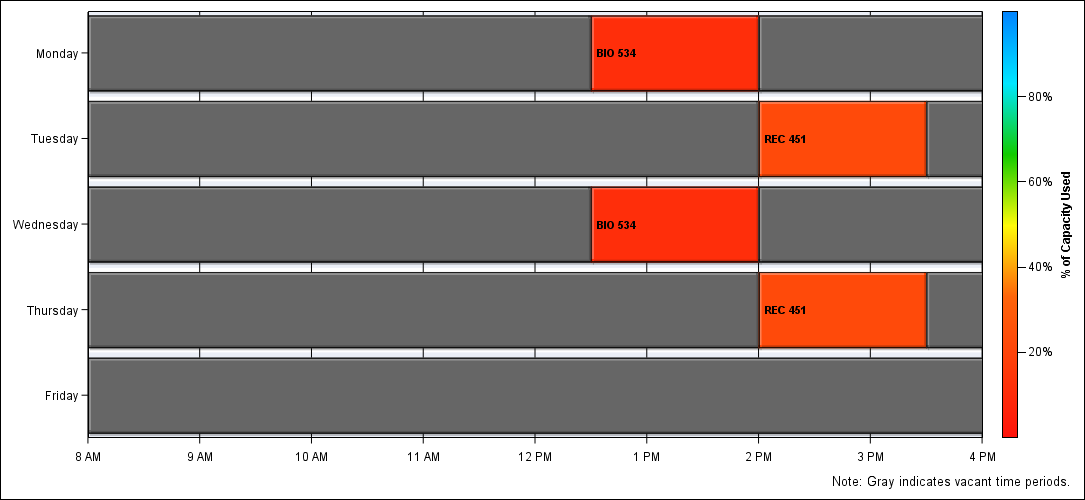 Monday
BIO 534
Tuesday
REC 451
Wednesday
BIO 534
Thursday
REC 451
Friday
8 AM 9 AM 10 AM 11 AM 12 PM 1 PM 2 PM 3 PM 4 PM
80%
60%
40%
20%
% of Capacity Used
Note: Gray indicates vacant time periods.